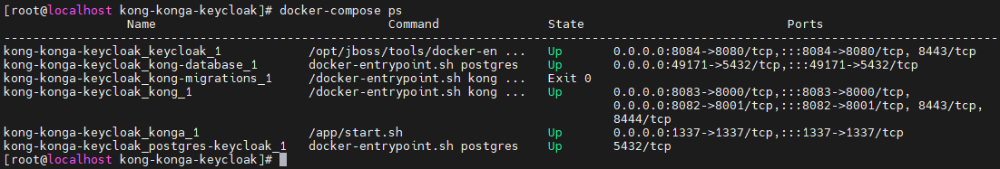 [root@localhost kong-konga-keycloak]# docker-compose ps
Name Command State Ports
--------------------------------------------------------------------------------------------------------------------------------------------
kong-konga-keycloak_keycloak_1 /opt/jboss/tools/docker-en ... Up 0.0.0.0:8084->8080/tcp,:::8084->8080/tcp, 8443/tcp
kong-konga-keycloak_kong-database_1 docker-entrypoint.sh postgres Up 0.0.0.0:49171->5432/tcp,:::49171->5432/tcp
kong-konga-keycloak_kong-migrations_1 /docker-entrypoint.sh kong ... Exit 0
kong-konga-keycloak_kong_1 /docker-entrypoint.sh kong ... Up 0.0.0.0:8083->8000/tcp,:::8083->8000/tcp,
0.0.0.0:8082->8001/tcp,:::8082->8001/tcp, 8443/tcp,
8444/tcp
kong-konga-keycloak_konga_1 /app/start.sh Up 0.0.0.0:1337->1337/tcp,:::1337->1337/tcp
kong-konga-keycloak_postgres-keycloak_1 docker-entrypoint.sh postgres Up 5432/tcp
[root@localhost kong-konga-keycloak]#